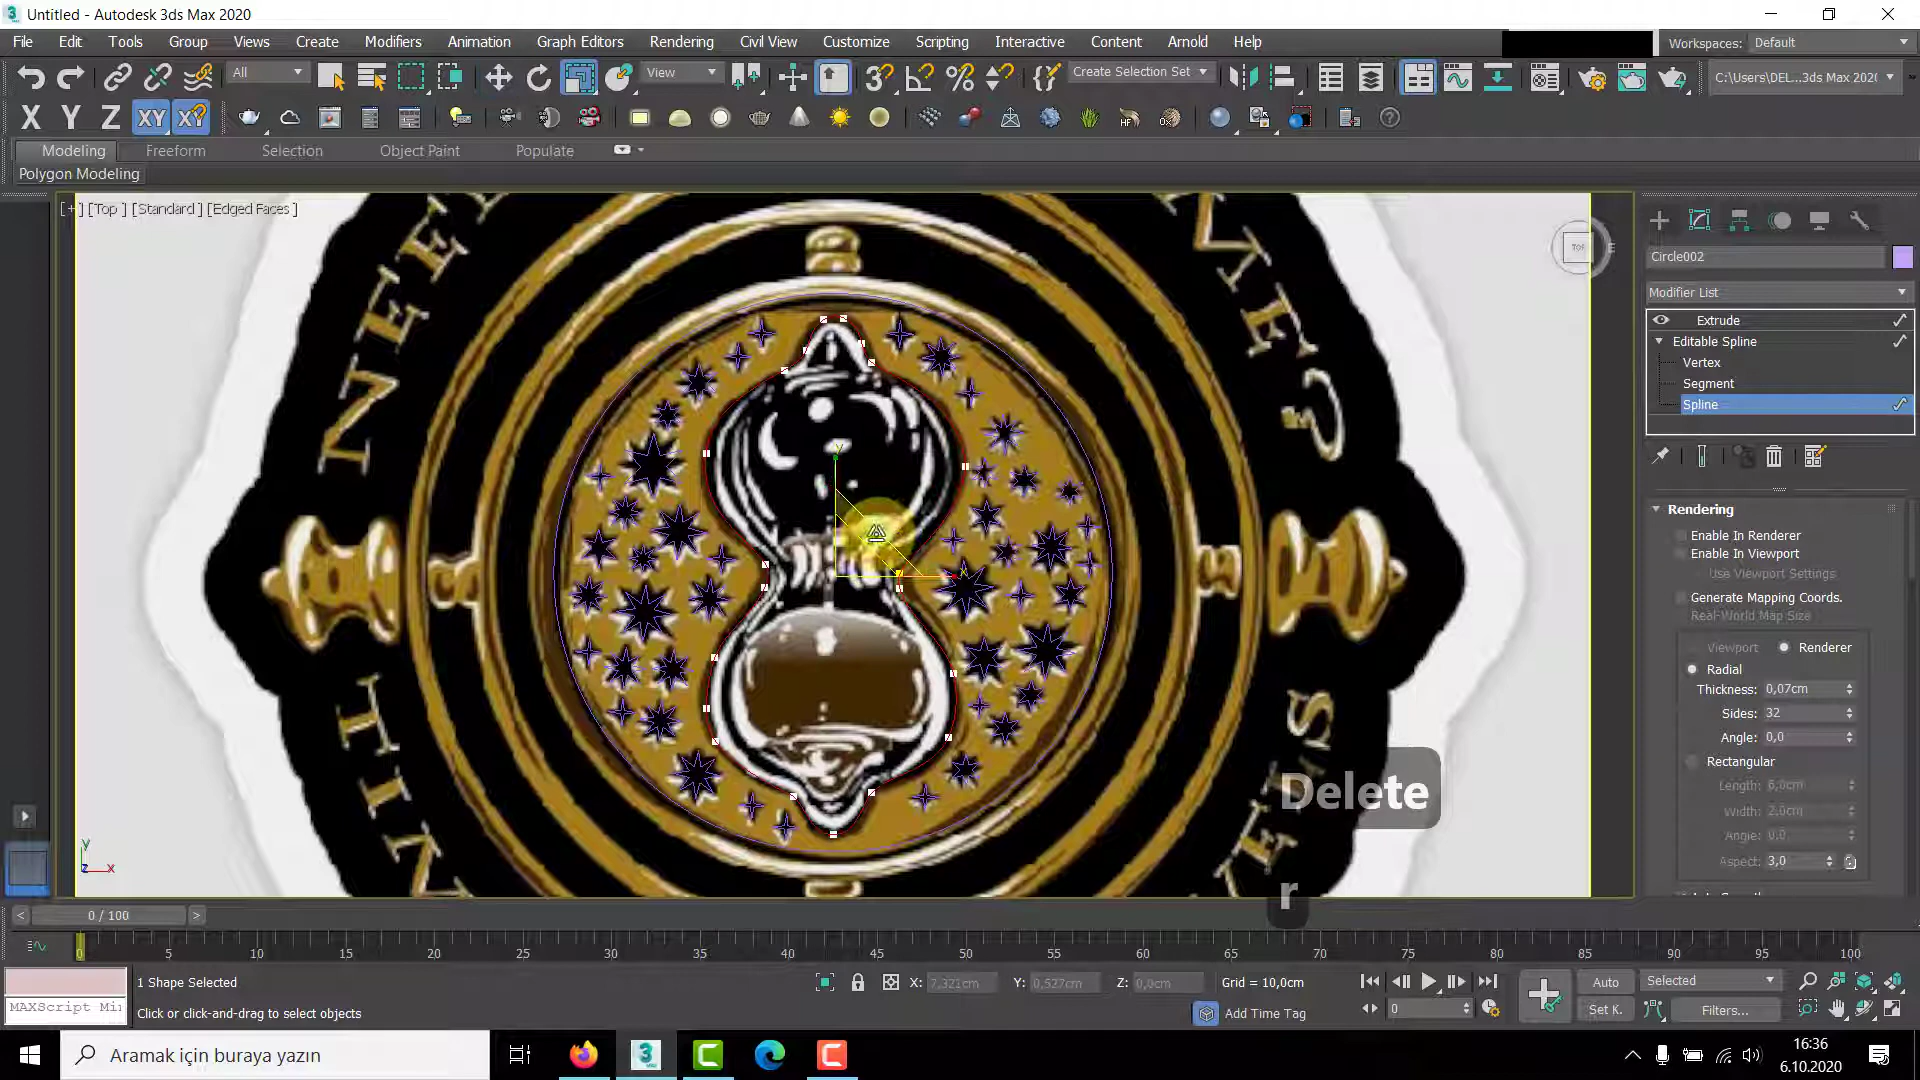 Untitled - Autodesk 3ds Max 2020
File Edit Tools Group Views Create Modifiers Animation Graph Editors Rendering Civil View Customize Scripting Interactive Content Arnold Help
Workspaces: Default
All
View
Create Selection Set
C:\Users\DEL...3ds Max 2020
X Y Z XY XY
Modeling Freeform Selection Object Paint Populate
Polygon Modeling
[+] [Top ] [Standard ] [Edged Faces ]
TOP
E
Circle002
Modifier List
Extrude
Editable Spline
Vertex
Segment
Spline
Rendering
Enable In Renderer
Enable In Viewport
Use Viewport Settings
Generate Mapping Coords.
Real-World Map Size
Viewport Renderer
Radial
Thickness: 0,07cm
Sides: 32
Angle: 0,0
Rectangular
Length: 6,0cm
Width: 2,0cm
Angle: 0,0
Aspect: 3,0
Delete
r
y
x
z
x
< 0 / 100 >
0 5 10 15 20 25 30 35 40 45 50 55 60 65 70 75 80 85 90 95 100
1 Shape Selected
X: 7,321cm Y: 0,527cm Z: 0,0cm Grid = 10,0cm
Auto Selected
MAXScript Mi
Click or click-and-drag to select objects
Add Time Tag
0
Set K. Filters...
Aramak için buraya yazın
16:36
6.10.2020